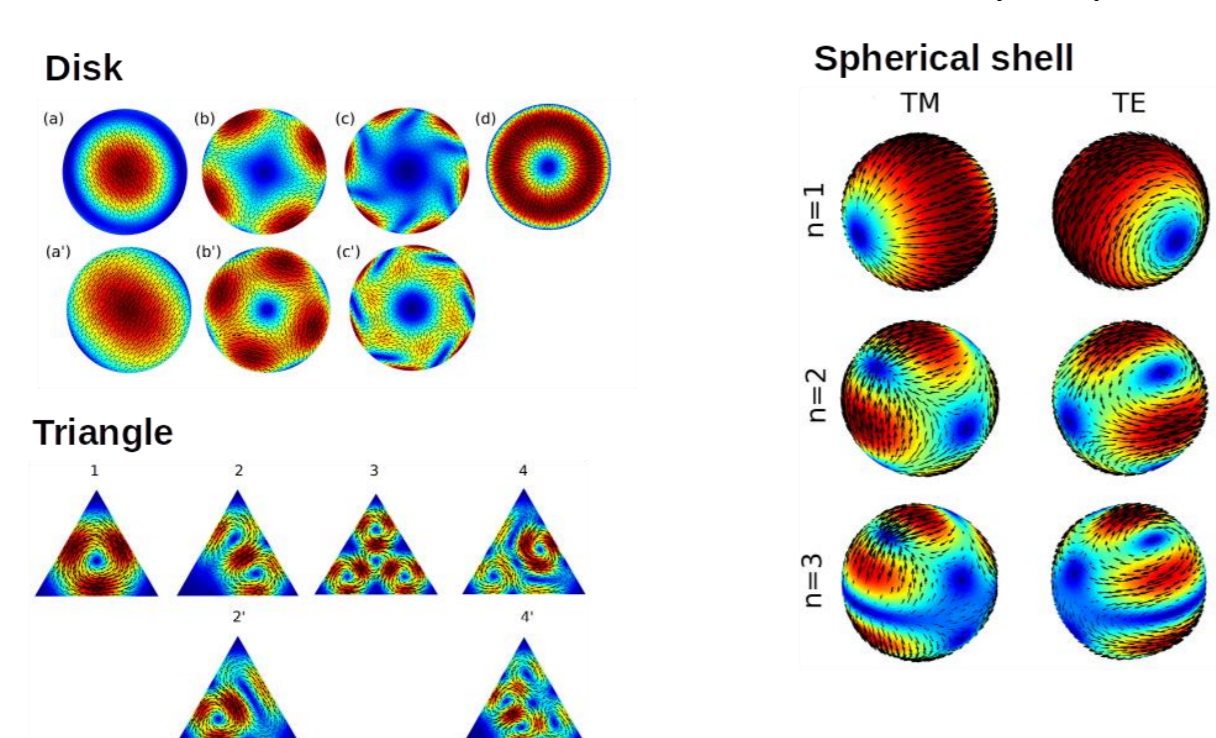 Disk
(a) (b) (c) (d)
(a') (b') (c')
Triangle
1 2 3 4
2' 4'
Spherical shell
TM TE
n=1
n=2
n=3